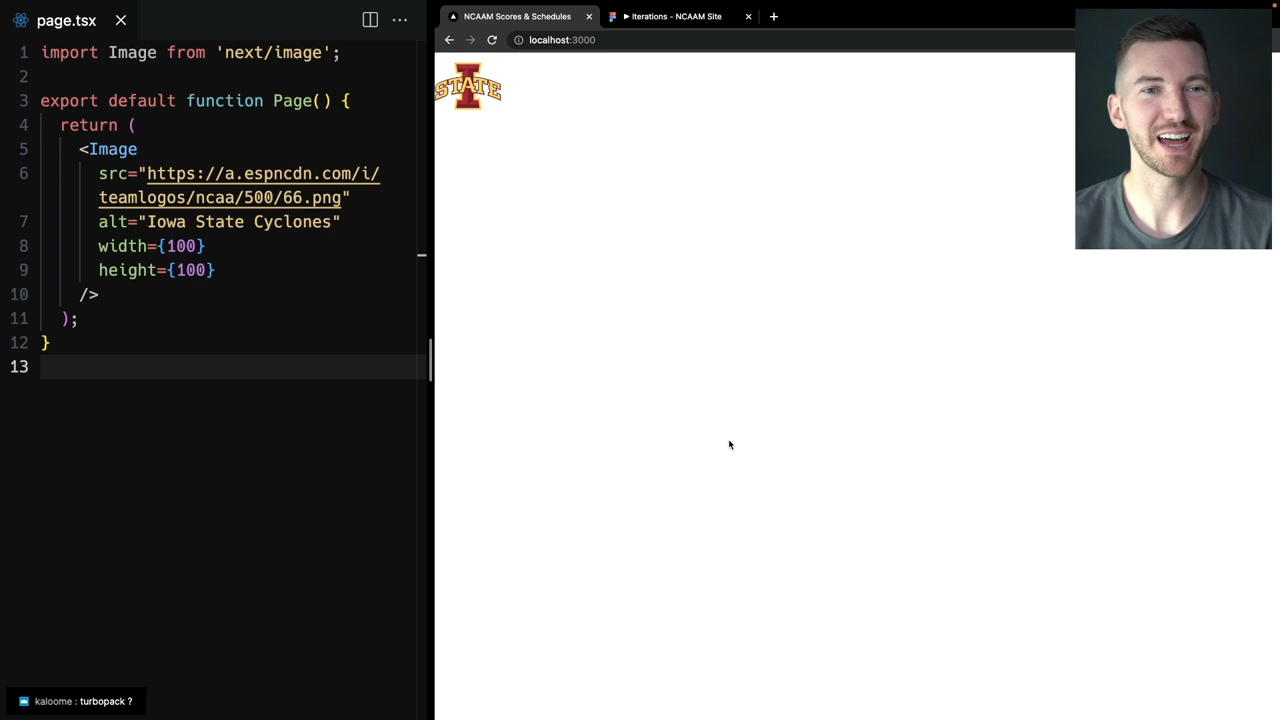 page.tsx
1 import Image from 'next/image';
2
3 export default function Page() {
4 return (
5 <Image
6 src="https://a.espncdn.com/i/
teamlogos/ncaa/500/66.png"
7 alt="Iowa State Cyclones"
8 width={100}
9 height={100}
10 />
11 );
12 }
13
kaloome : turbopack ?
NCAAM Scores & Schedules
Iterations - NCAAM Site
localhost:3000
I
STATE